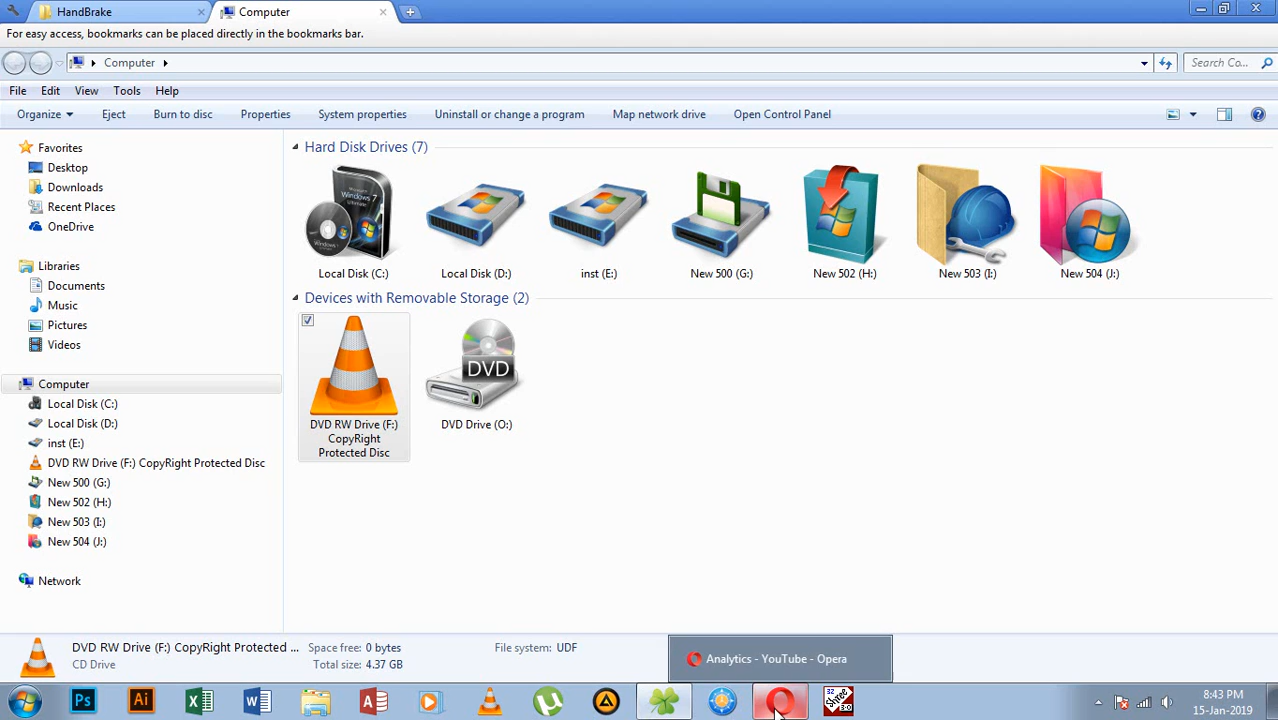 HandBrake
Computer
For easy access, bookmarks can be placed directly in the bookmarks bar.
Computer
Search Co...
File Edit View Tools Help
Organize Eject Burn to disc Properties System properties Uninstall or change a program Map network drive Open Control Panel
Favorites
Desktop
Downloads
Recent Places
OneDrive
Libraries
Documents
Music
Pictures
Videos
Computer
Local Disk (C:)
Local Disk (D:)
inst (E:)
DVD RW Drive (F:) CopyRight Protected Disc
New 500 (G:)
New 502 (H:)
New 503 (I:)
New 504 (J:)
Network
Hard Disk Drives (7)
Local Disk (C:)
Local Disk (D:)
inst (E:)
New 500 (G:)
New 502 (H:)
New 503 (I:)
New 504 (J:)
Devices with Removable Storage (2)
DVD
DVD RW Drive (F:)
CopyRight
Protected Disc
DVD Drive (O:)
DVD RW Drive (F:) CopyRight Protected ...
CD Drive
Space free: 0 bytes
Total size: 4.37 GB
File system: UDF
Analytics - YouTube - Opera
Ps
Ai
8:43 PM
15-Jan-2019